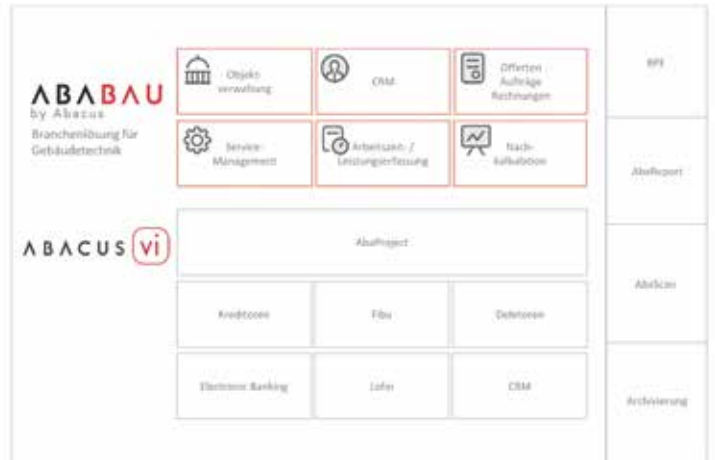 ABABAU
by Abacus
Branchenlösung für
Gebäudetechnik
Objekt-
verwaltung
CRM
Offerten
Aufträge
Rechnungen
Service-
Management
Arbeitszeit- /
Leistungserfassung
Nach-
kalkulation
ABACUS vi
AbaProject
Kreditoren
Fibu
Debitoren
Electronic Banking
Lohn
CRM
AbaReport
AbaScan
Archivierung